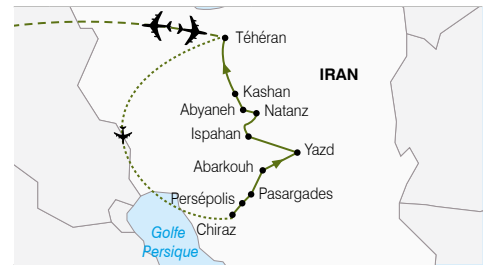 Téhéran
IRAN
Kashan
Abyaneh
Natanz
Ispahan
Yazd
Abarkouh
Pasargades
Persépolis
Chiraz
Golfe
Persique